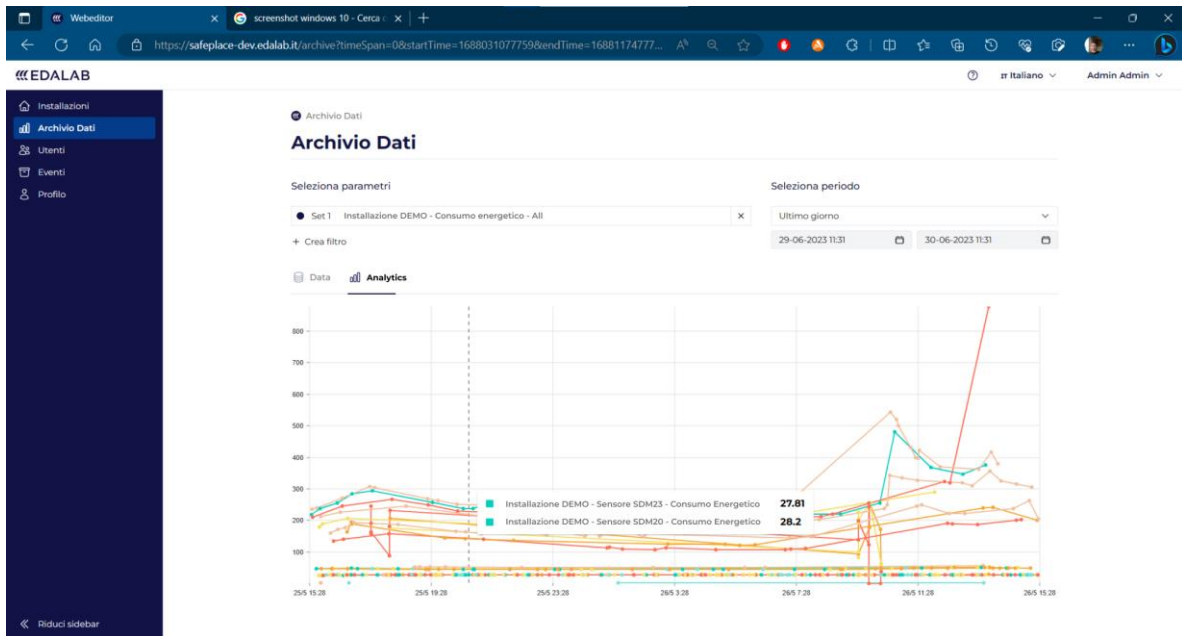 Webeditor
screenshot windows 10 - Cerca c
https://safeplace-dev.edalab.it/archive?timeSpan=0&startTime=1688031077759&endTime=16881174777...
EDALAB
IT Italiano
Admin Admin
Installazioni
Archivio Dati
Utenti
Eventi
Profilo
Riduci sidebar
Archivio Dati
Archivio Dati
Seleziona parametri
Seleziona periodo
Set 1 Installazione DEMO - Consumo energetico - All
Ultimo giorno
+ Crea filtro
29-06-2023 11:31
30-06-2023 11:31
Data
Analytics
800
700
600
500
400
300
200
100
Installazione DEMO - Sensore SDM23 - Consumo Energetico 27.81
Installazione DEMO - Sensore SDM20 - Consumo Energetico 28.2
25/5 15:28
25/5 19:28
25/5 23:28
26/5 3:28
26/5 7:28
26/5 11:28
26/5 15:28